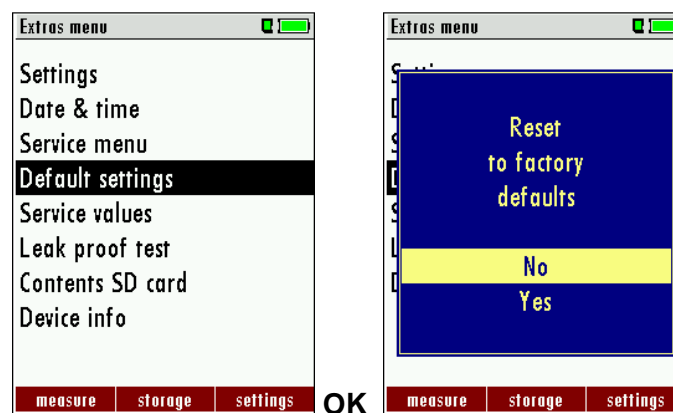 Extras menu
Settings
Date & time
Service menu
Default settings
Service values
Leak proof test
Contents SD card
Device info
measure storage settings
OK
Extras menu
Reset
to factory
defaults
No
Yes
measure storage settings